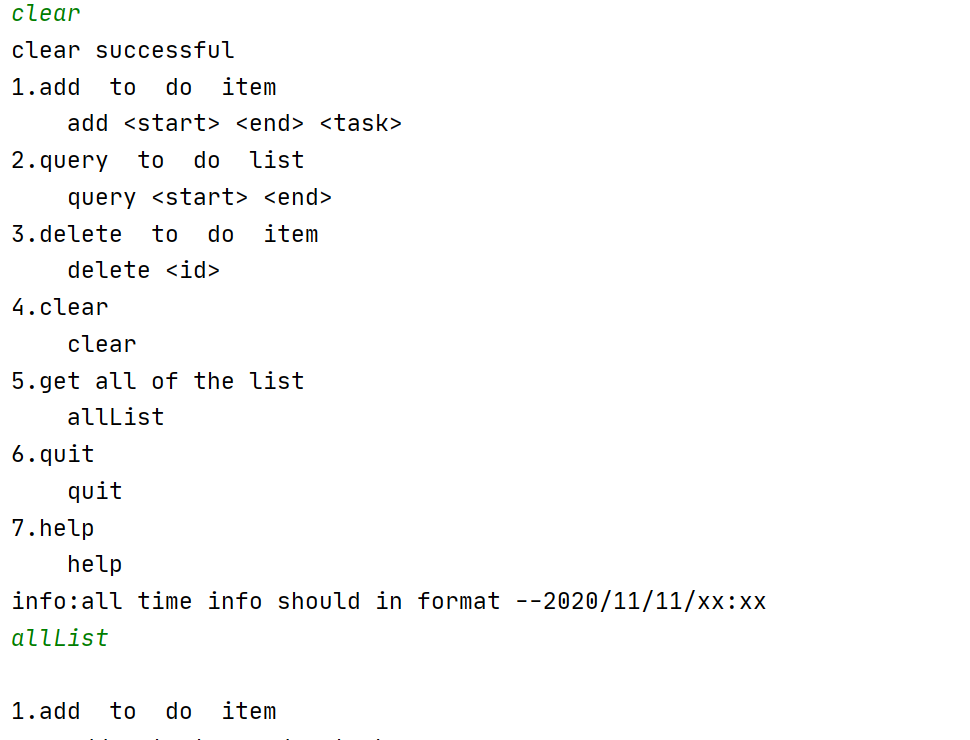 clear
clear successful
1.add  to  do  item
    add <start> <end> <task>
2.query  to  do  list
    query <start> <end>
3.delete  to  do  item
    delete <id>
4.clear
    clear
5.get all of the list
    allList
6.quit
    quit
7.help
    help
info:all time info should in format --2020/11/11/xx:xx
allList

1.add  to  do  item